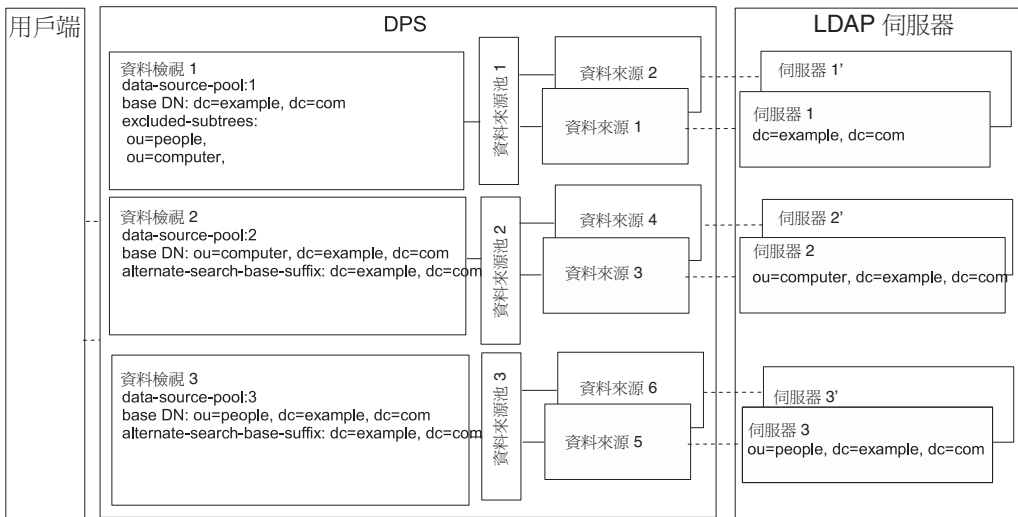 用戶端
DPS
LDAP 伺服器
資料檢視 1
data-source-pool:1
base DN: dc=example, dc=com
excluded-subtrees:
ou=people,
ou=computer,
資料來源池 1
資料來源 2
資料來源 1
伺服器 1’
伺服器 1
dc=example, dc=com
資料檢視 2
data-source-pool:2
base DN: ou=computer, dc=example, dc=com
alternate-search-base-suffix: dc=example, dc=com
資料來源池 2
資料來源 4
資料來源 3
伺服器 2'
伺服器 2
ou=computer, dc=example, dc=com
資料檢視 3
data-source-pool:3
base DN: ou=people, dc=example, dc=com
alternate-search-base-suffix: dc=example, dc=com
資料來源池 3
資料來源 6
資料來源 5
伺服器 3'
伺服器 3
ou=people, dc=example, dc=com